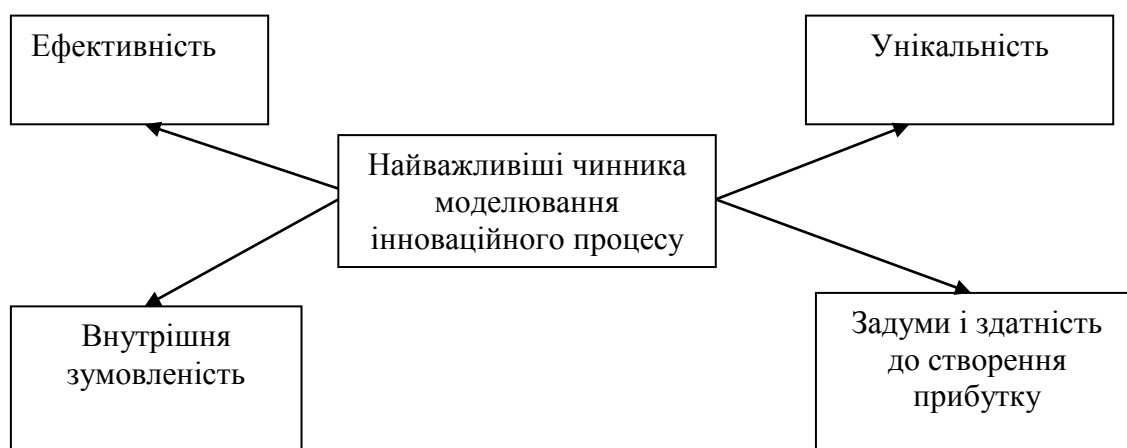 Ефективність
Унікальність
Найважливіші чинника
моделювання
інноваційного процесу
Внутрішня
зумовленість
Задуми і здатність
до створення
прибутку